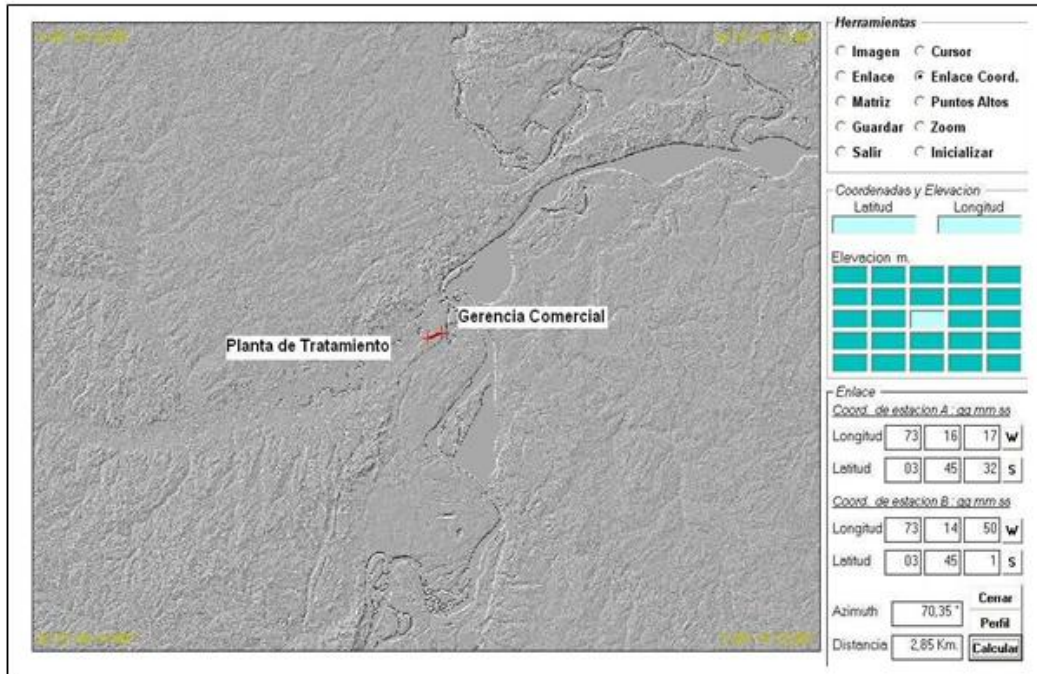 Gerencia Comercial
Planta de Tratamiento
Herramientas
Imagen Cursor
Enlace Enlace Coord.
Matriz Puntos Altos
Guardar Zoom
Salir Inicializar
Coordenadas y Elevacion
Latitud Longitud
Elevacion m.
Enlace
Coord. de estacion A : gg mm ss
Longitud 73 16 17 W
Latitud 03 45 32 S
Coord. de estacion B : gg mm ss
Longitud 73 14 50 W
Latitud 03 45 1 S
Azimuth 70,35 °
Distancia 2,85 Km.
Cerrar
Perfil
Calcular